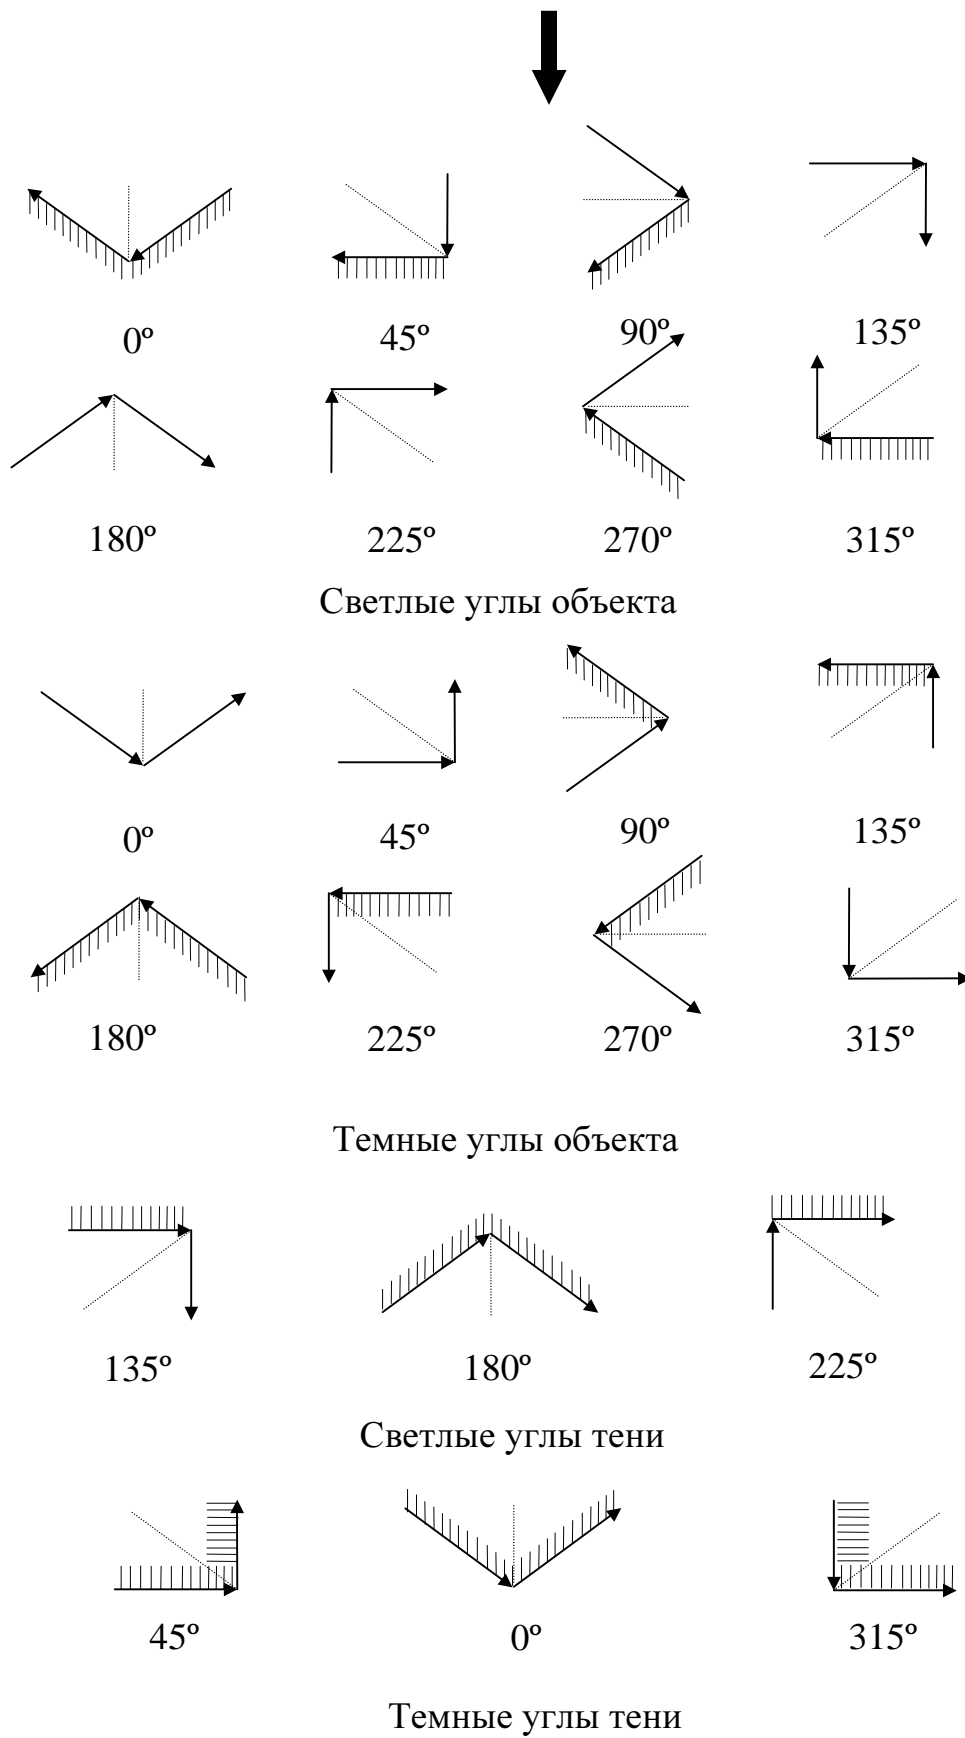 0º 45º 90º 135º
180º 225º 270º 315º
Светлые углы объекта
0º 45º 90º 135º
180º 225º 270º 315º
Темные углы объекта
135º 180º 225º
Светлые углы тени
45º 0º 315º
Темные углы тени